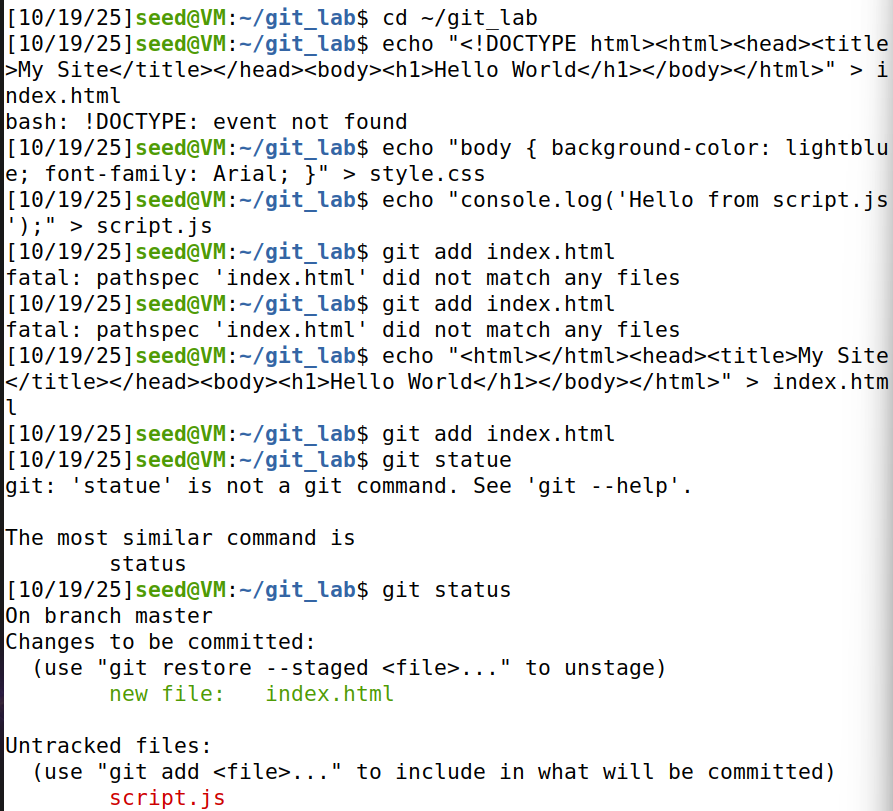 [10/19/25]seed@VM:~/git_lab$ cd ~/git_lab
[10/19/25]seed@VM:~/git_lab$ echo "<!DOCTYPE html><html><head><title
>My Site</title></head><body><h1>Hello World</h1></body></html>" > i
ndex.html
bash: !DOCTYPE: event not found
[10/19/25]seed@VM:~/git_lab$ echo "body { background-color: lightblu
e; font-family: Arial; }" > style.css
[10/19/25]seed@VM:~/git_lab$ echo "console.log('Hello from script.js
');" > script.js
[10/19/25]seed@VM:~/git_lab$ git add index.html
fatal: pathspec 'index.html' did not match any files
[10/19/25]seed@VM:~/git_lab$ git add index.html
fatal: pathspec 'index.html' did not match any files
[10/19/25]seed@VM:~/git_lab$ echo "<html></html><head><title>My Site
</title></head><body><h1>Hello World</h1></body></html>" > index.htm
l
[10/19/25]seed@VM:~/git_lab$ git add index.html
[10/19/25]seed@VM:~/git_lab$ git statue
git: 'statue' is not a git command. See 'git --help'.

The most similar command is
        status
[10/19/25]seed@VM:~/git_lab$ git status
On branch master
Changes to be committed:
  (use "git restore --staged <file>..." to unstage)
        new file:   index.html

Untracked files:
  (use "git add <file>..." to include in what will be committed)
        script.js